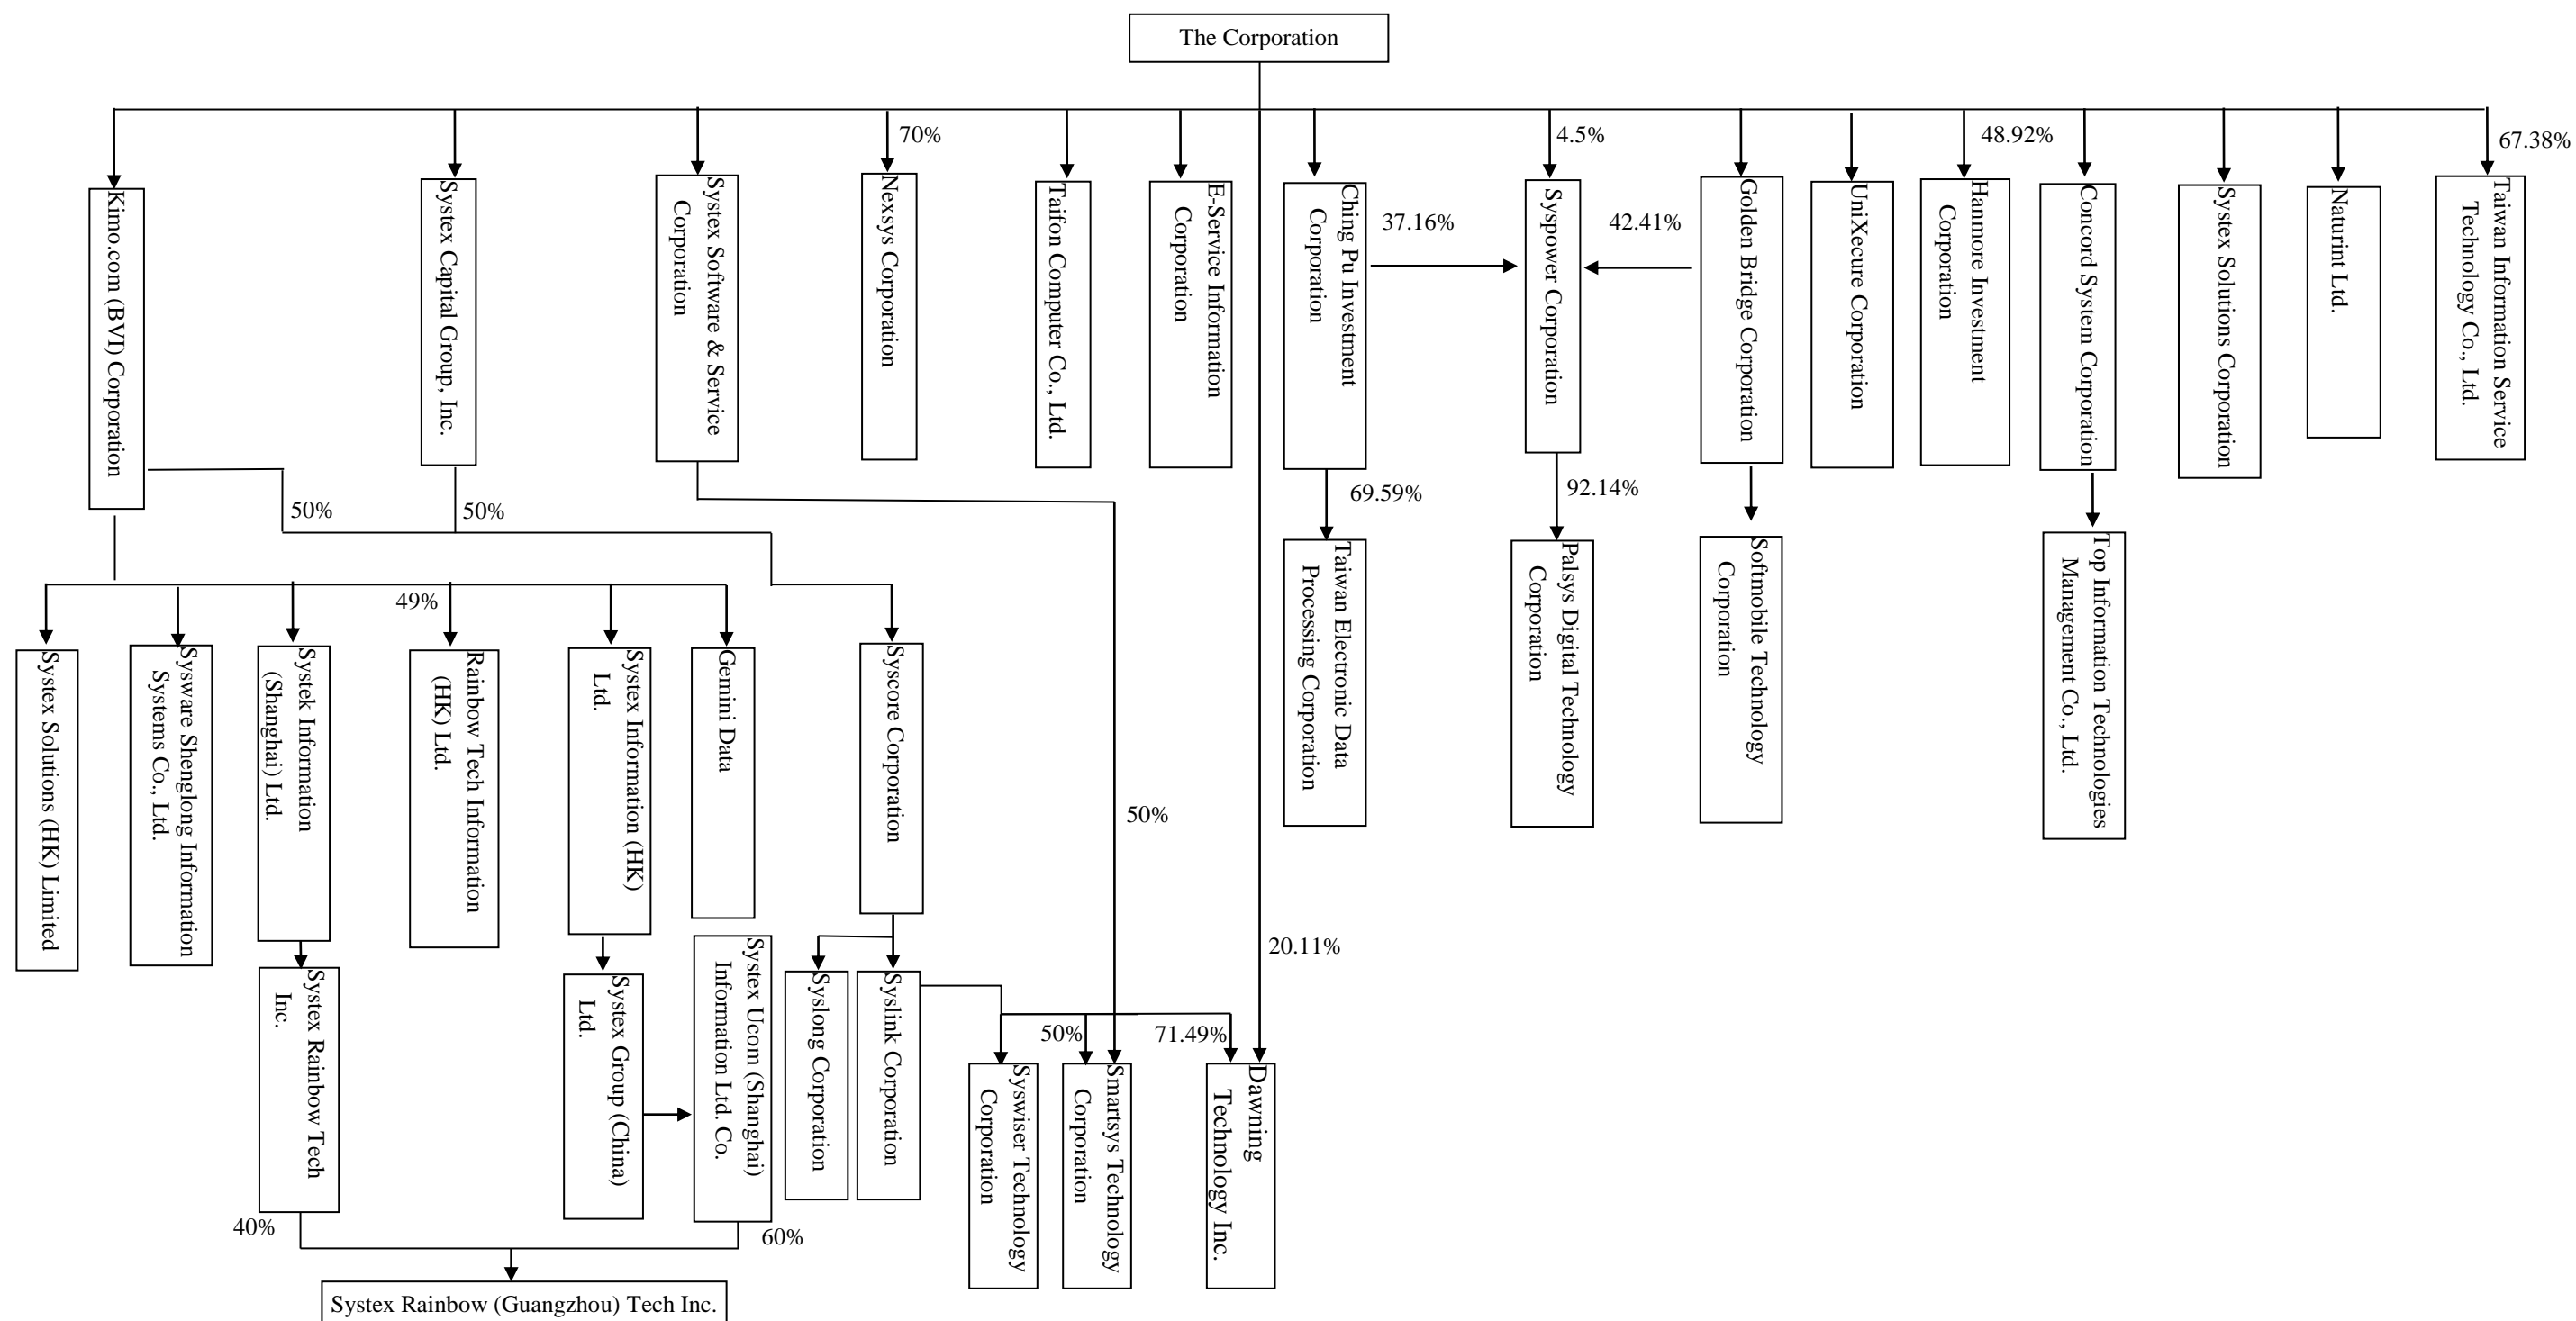 The Corporation
70%
4.5%
48.92%
67.38%
Kimo.com (BVI) Corporation
Systex Capital Group, Inc.
Systex Software & Service
Corporation
Nexsys Corporation
Taifon Computer Co., Ltd.
E-Service Information
Corporation
Ching Pu Investment
Corporation
37.16%
Syspower Corporation
42.41%
Golden Bridge Corporation
UniXecure Corporation
Hanmore Investment
Corporation
Concord System Corporation
Systex Solutions Corporation
Naturint Ltd.
Taiwan Information Service
Technology Co., Ltd.
50%
50%
69.59%
92.14%
Taiwan Electronic Data
Processing Corporation
Palsys Digital Technology
Corporation
Softmobile Technology
Corporation
Top Information Technologies
Management Co., Ltd.
49%
Systex Solutions (HK) Limited
Sysware Shenglong Information
Systems Co., Ltd.
Systek Information
(Shanghai) Ltd.
Rainbow Tech Information
(HK) Ltd.
Systex Information (HK)
Ltd.
Gemini Data
Syscore Corporation
50%
20.11%
Systex Rainbow Tech
Inc.
Systex Group (China)
Ltd.
Systex Ucom (Shanghai)
Information Ltd. Co.
Syslong Corporation
Syslink Corporation
50%
71.49%
Syswiser Technology
Corporation
Smartsys Technology
Corporation
Dawning
Technology Inc.
40%
60%
Systex Rainbow (Guangzhou) Tech Inc.